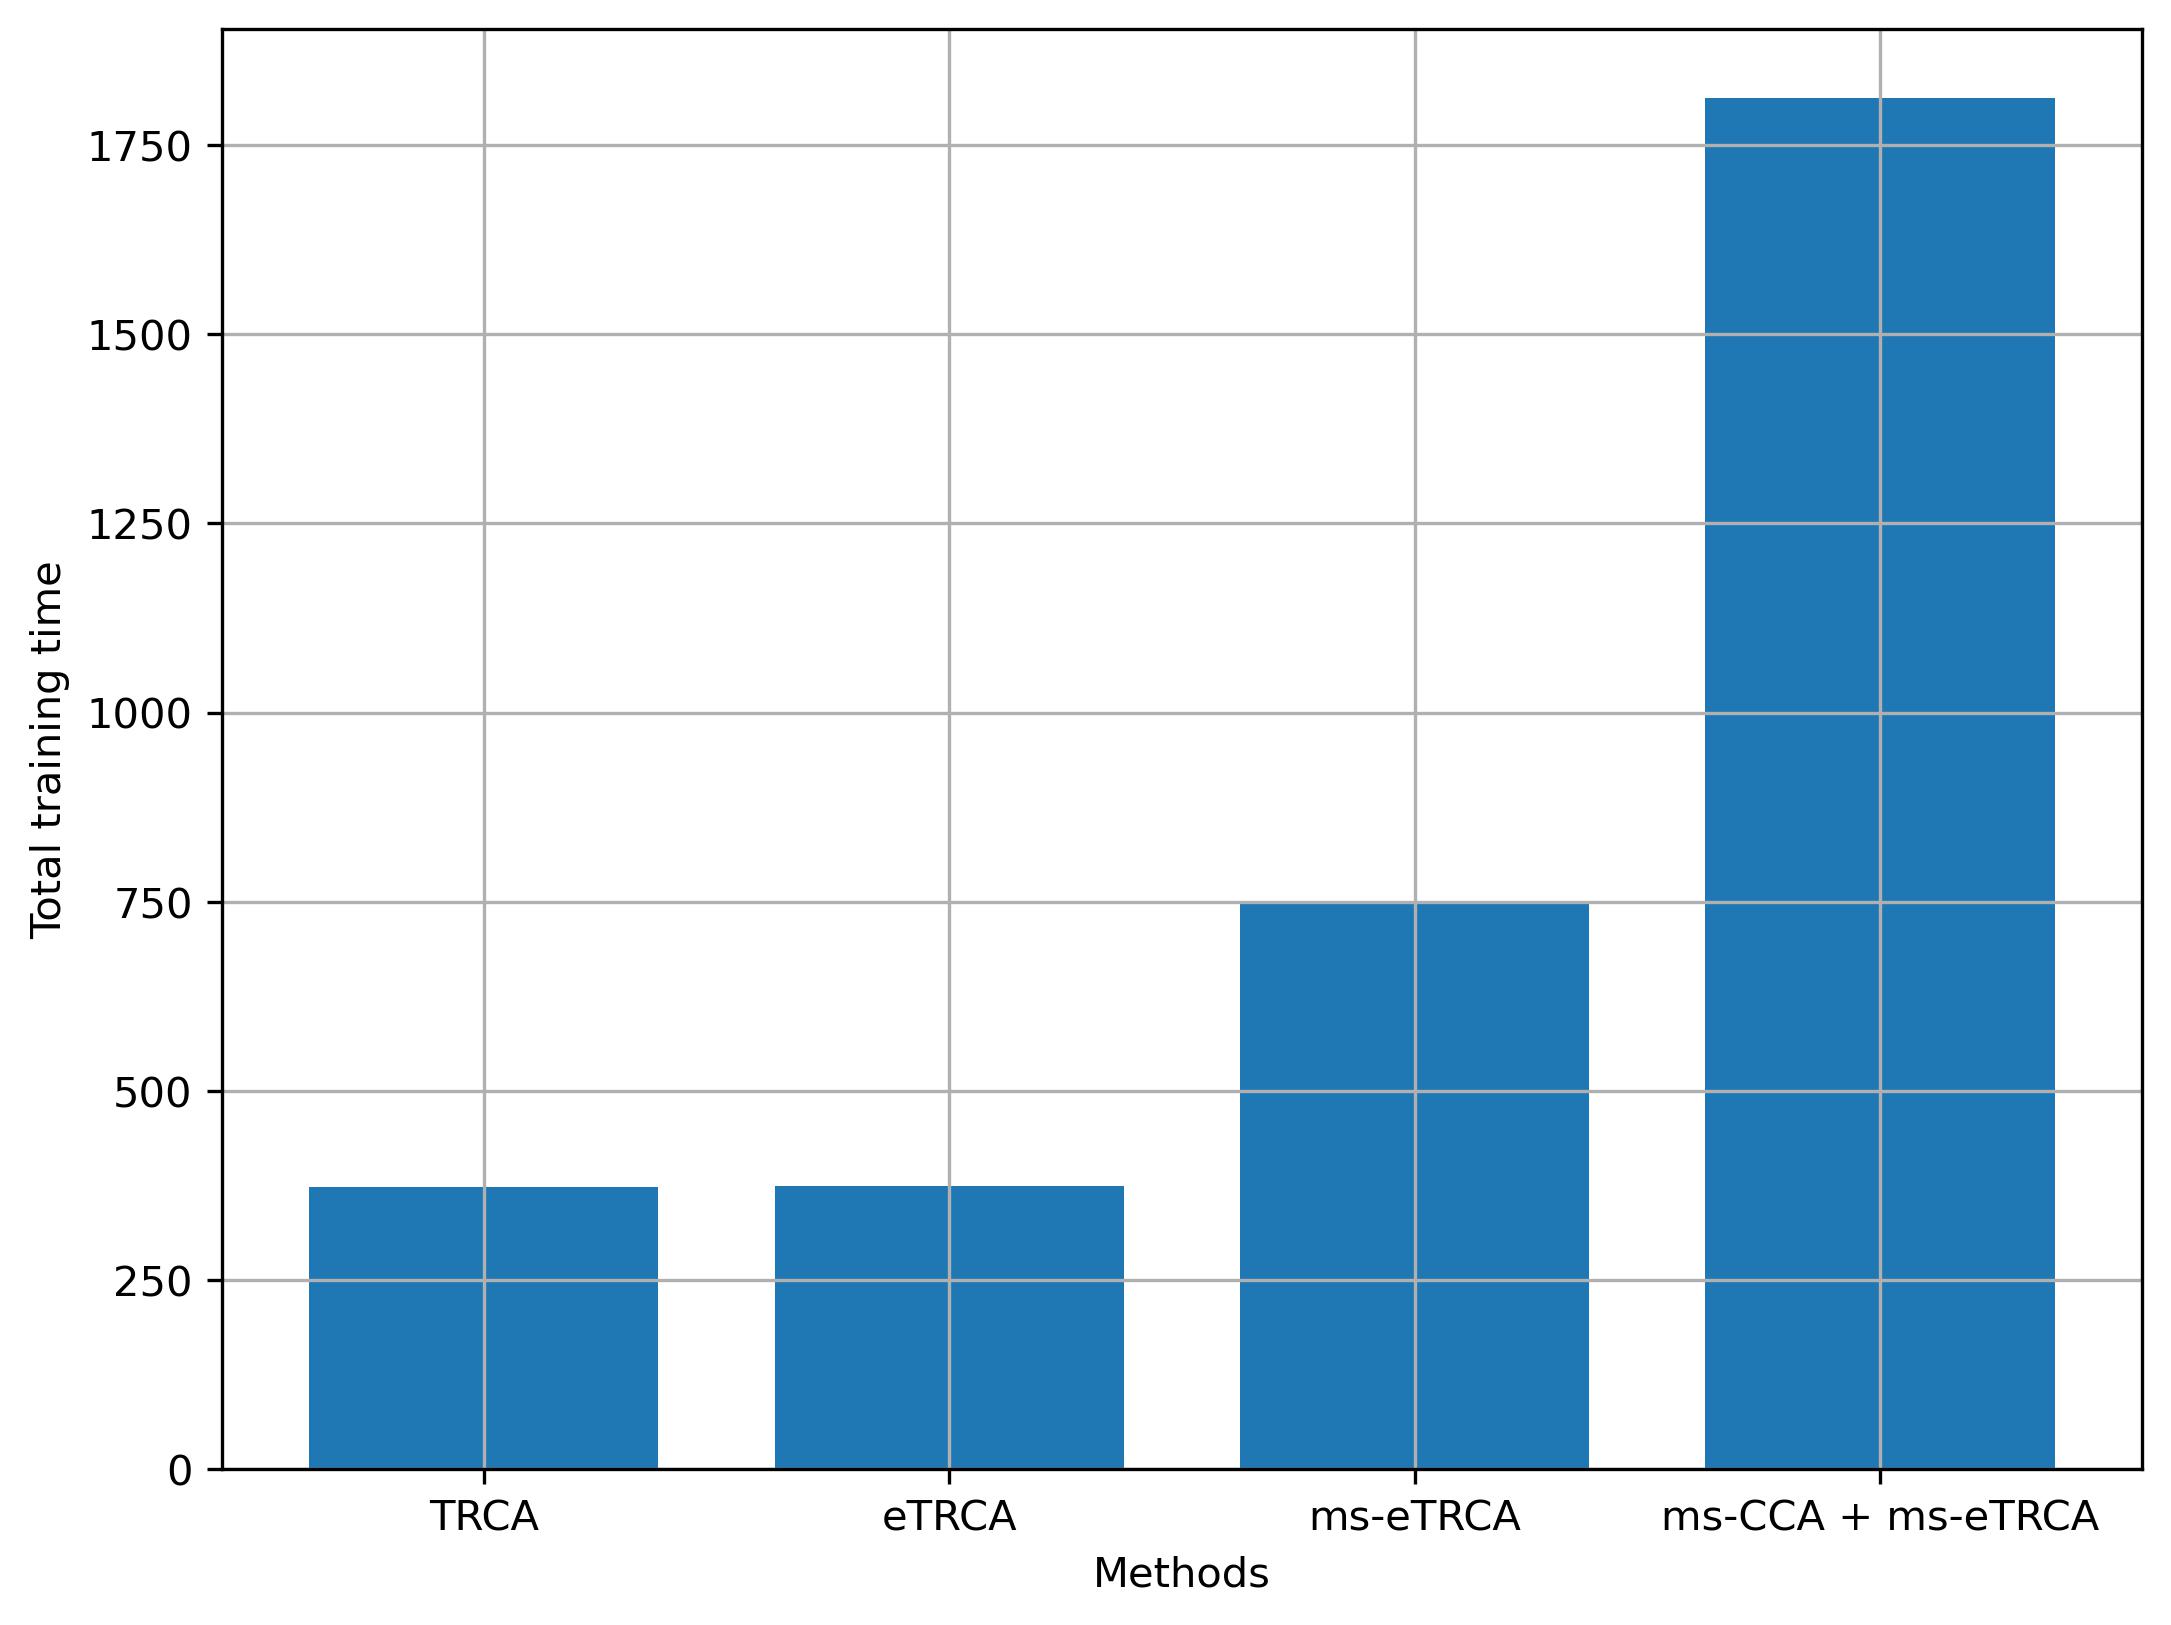 1750
1500
1250
1000
750
500
250
0
Total training time
TRCA
eTRCA
ms-eTRCA
ms-CCA + ms-eTRCA
Methods